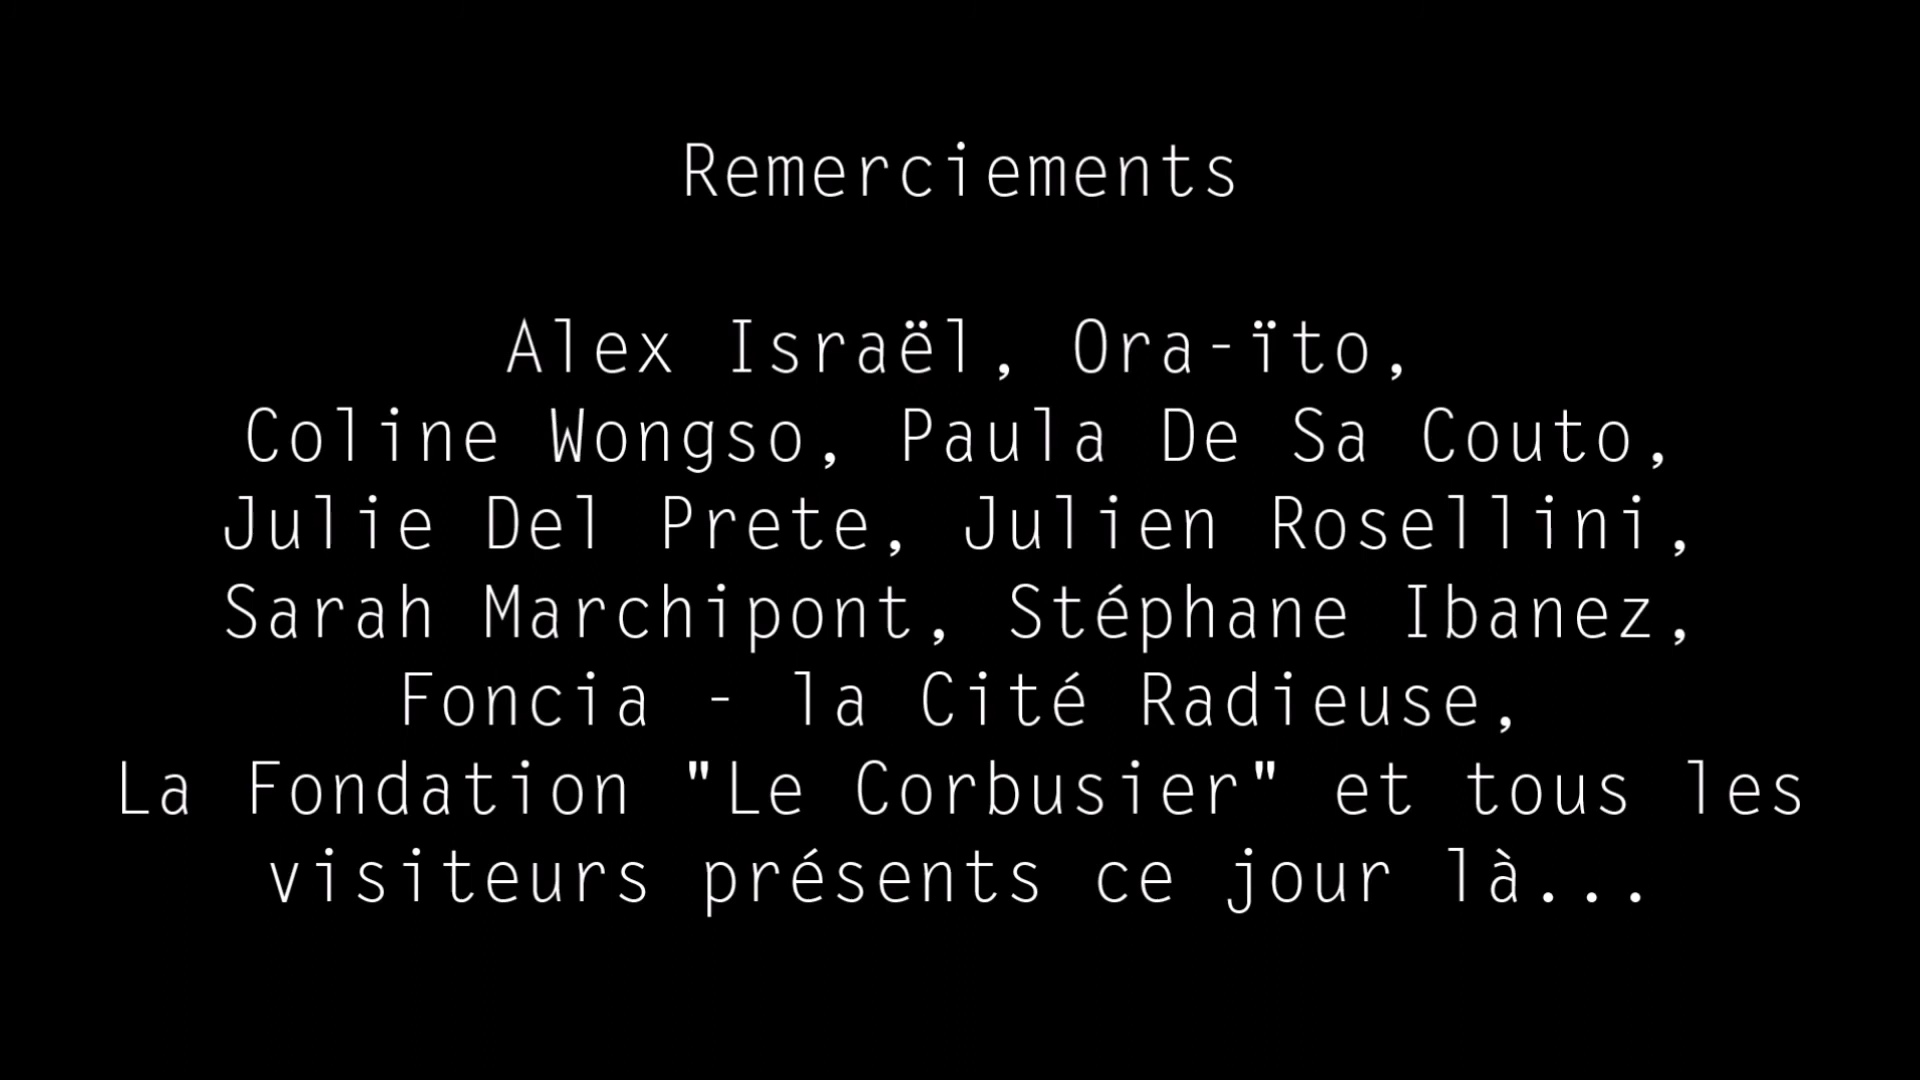 Remerciements
Alex Israël, Ora-ïto,
Coline Wongso, Paula De Sa Couto,
Julie Del Prete, Julien Rosellini,
Sarah Marchipont, Stéphane Ibanez,
Foncia - la Cité Radieuse,
La Fondation "Le Corbusier" et tous les
visiteurs présents ce jour là...